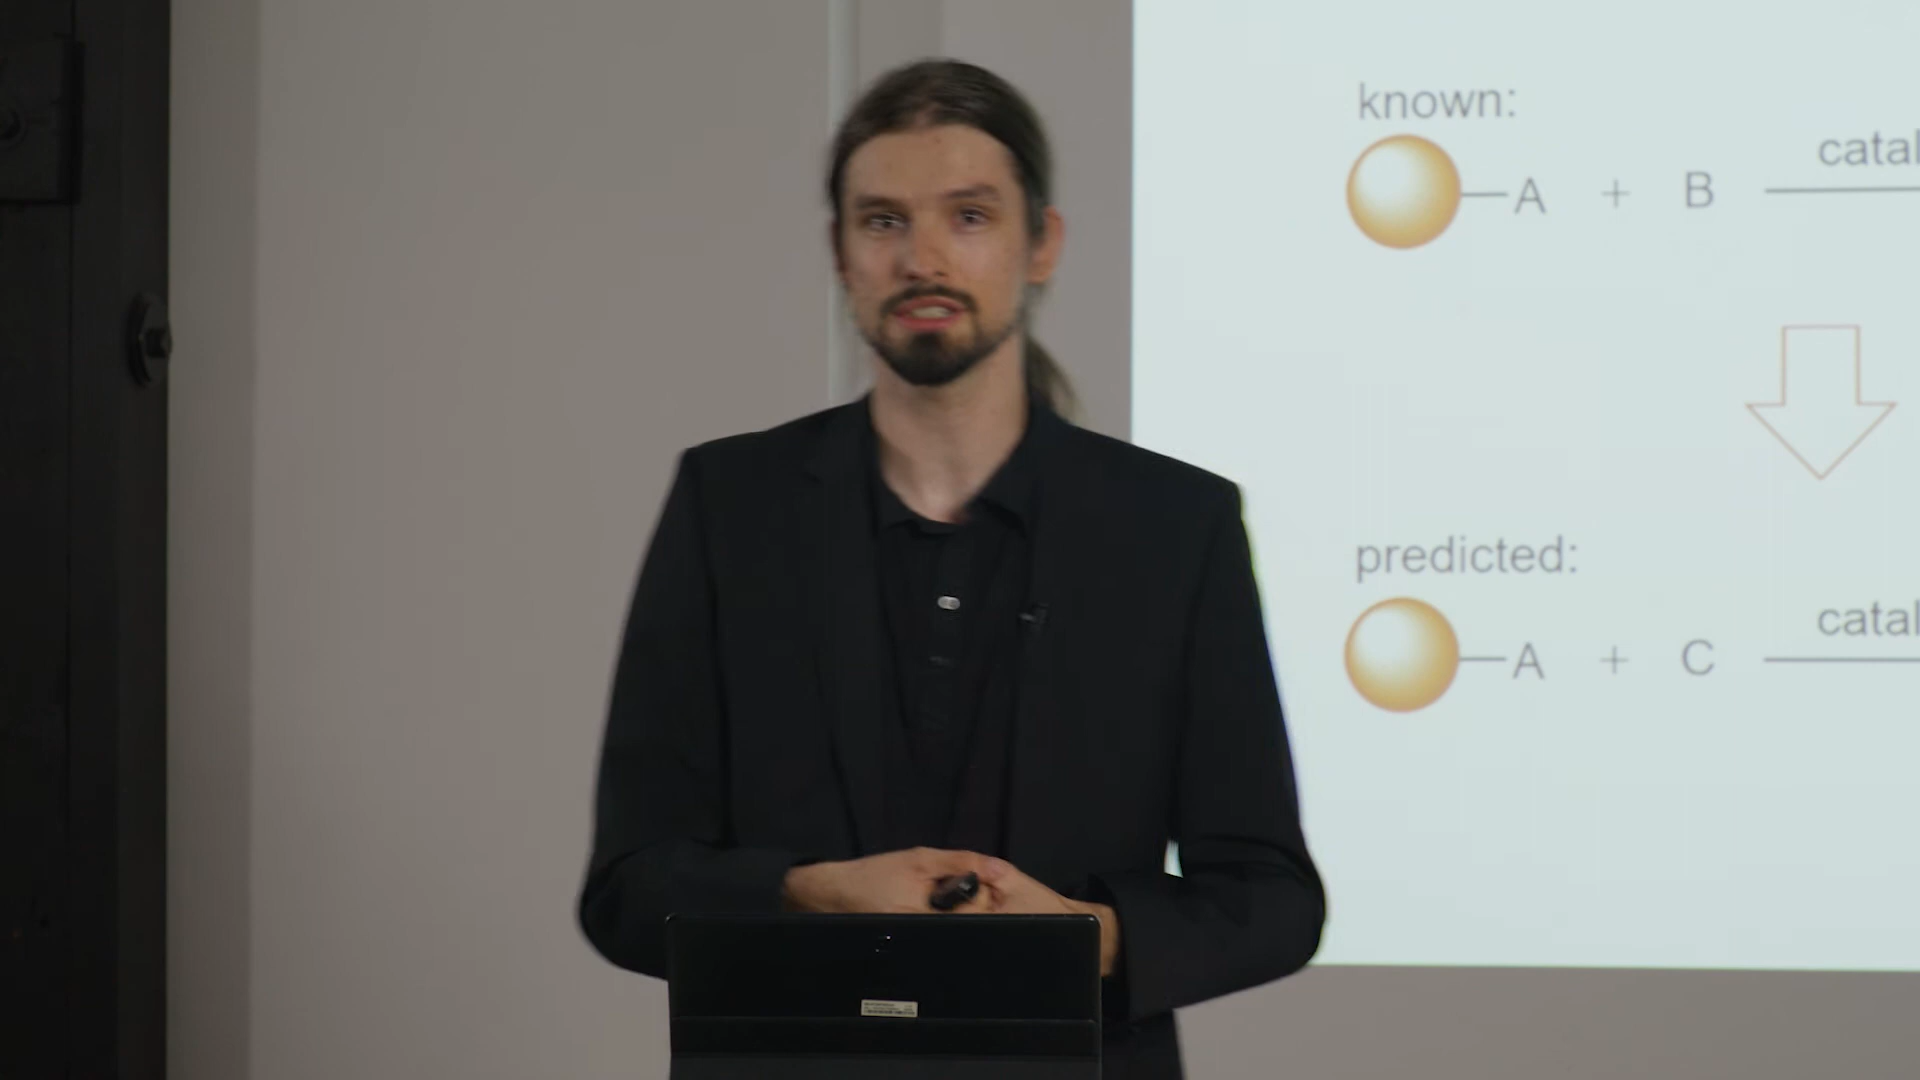 known:
A + B
catal
predicted:
A + C
catal